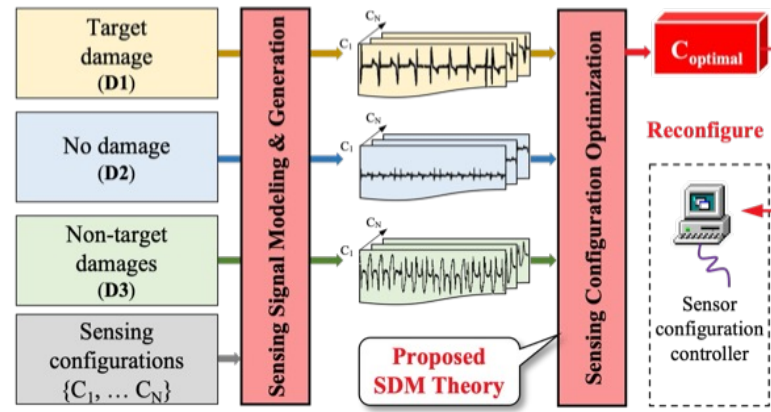 Target
damage
(D1)
No damage
(D2)
Non-target
damages
(D3)
Sensing
configurations
{C1, … CN}
Sensing Signal Modeling & Generation
CN
C1
CN
C1
CN
C1
Proposed
SDM Theory
Sensing Configuration Optimization
Coptimal
Reconfigure
Sensor
configuration
controller